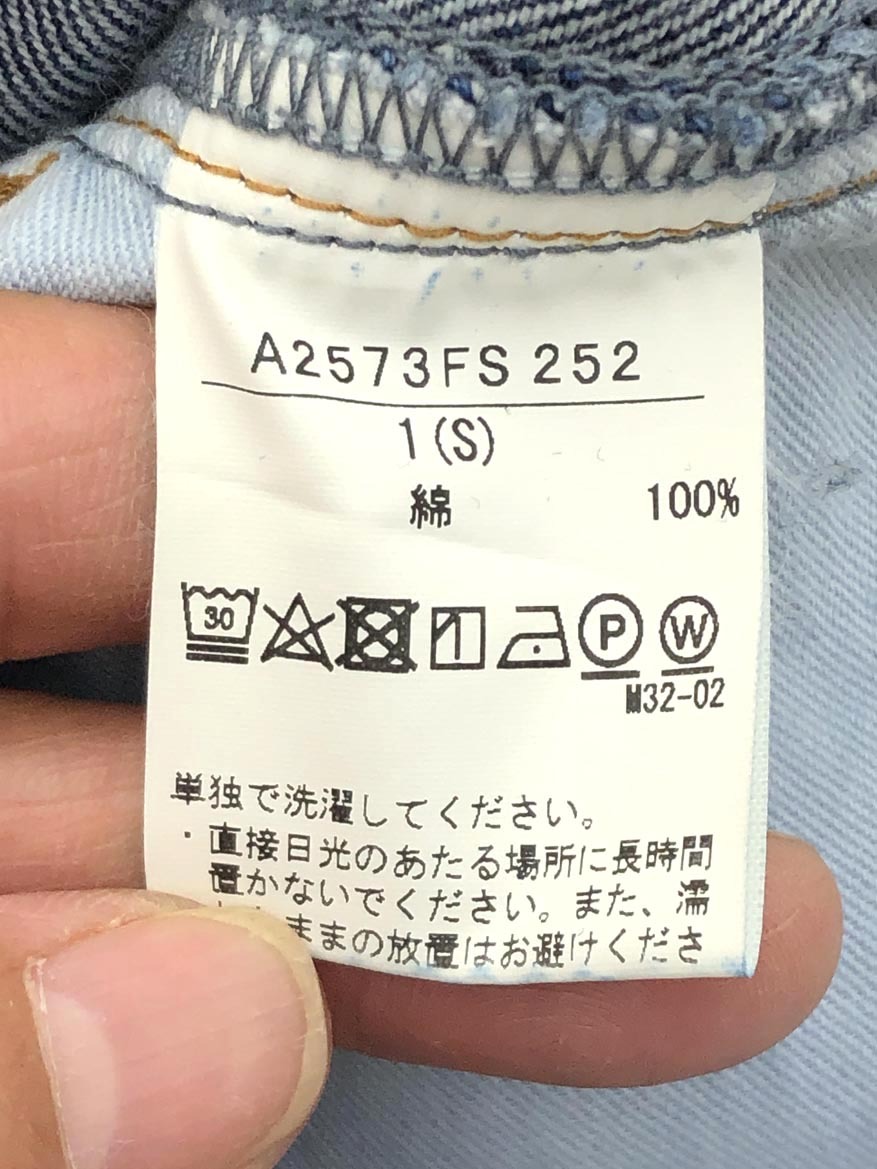 A2573FS 252
1(S)
綿 100%
30
P W
M32-02
単独で洗濯してください。
・直接日光のあたる場所に長時間
置かないでください。また、濡
ままの放置はお避けくださ